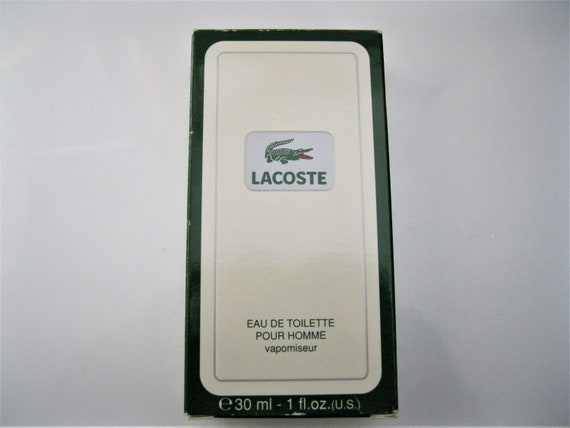 LACOSTE
EAU DE TOILETTE
POUR HOMME
vapomiseur
℮30 ml - 1 fl.oz.(U.S.)